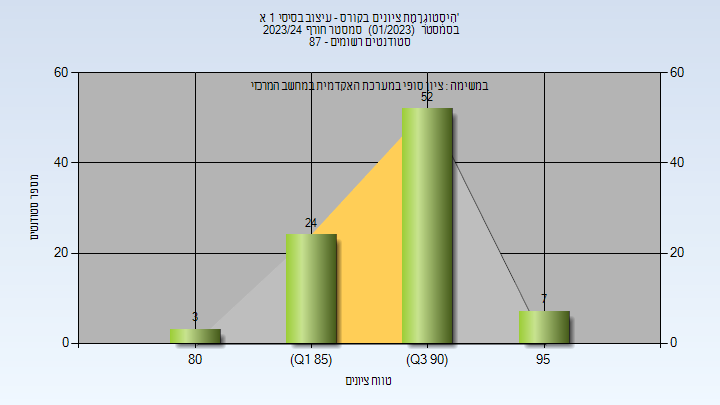 היסטוגרמת ציונים בקורס - עיצוב בסיסי 1 א'
בסמסטר (01/2023) סמסטר חורף 2023/24
סטודנטים רשומים - 87
במשימה : ציון סופי במערכת האקדמית במחשב המרכזי
60
60
40
40
20
20
0
0
3
24
52
7
80
(Q1 85)
(Q3 90)
95
מספר סטודנטים
טווח ציונים